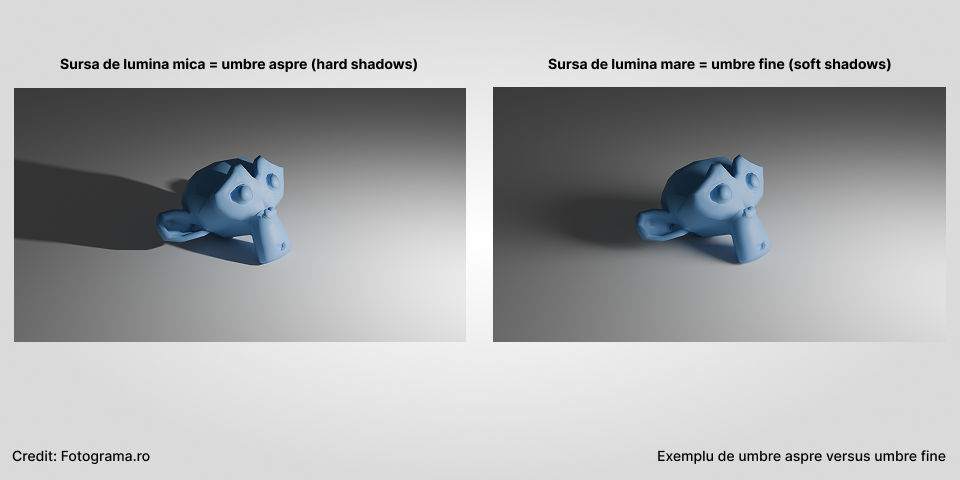 Sursa de lumina mica = umbre aspre (hard shadows)
Sursa de lumina mare = umbre fine (soft shadows)
Credit: Fotograma.ro
Exemplu de umbre aspre versus umbre fine